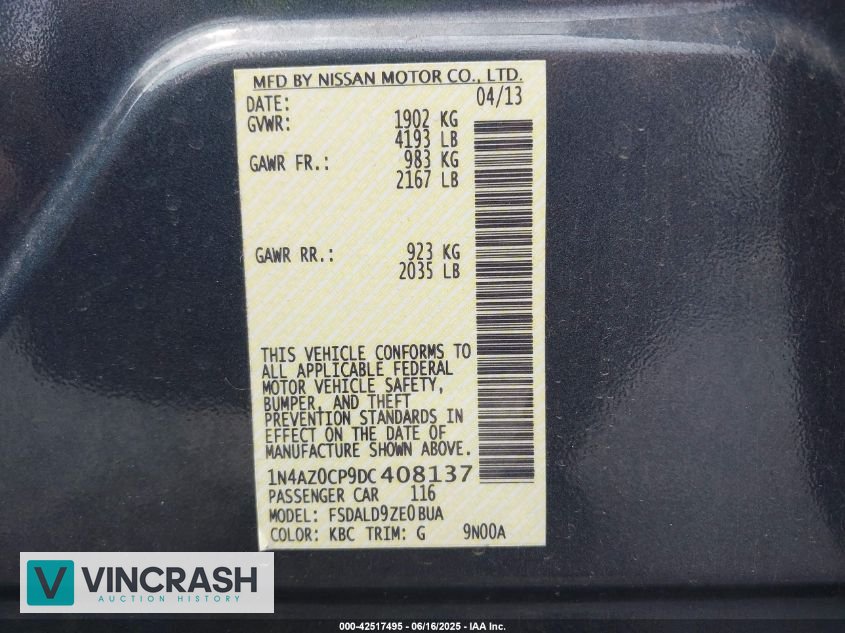 MFD BY NISSAN MOTOR CO., LTD.
DATE: 04/13
GVWR: 1902 KG
4193 LB
GAWR FR.: 983 KG
2167 LB
GAWR RR.: 923 KG
2035 LB
THIS VEHICLE CONFORMS TO
ALL APPLICABLE FEDERAL
MOTOR VEHICLE SAFETY,
BUMPER, AND THEFT
PREVENTION STANDARDS IN
EFFECT ON THE DATE OF
MANUFACTURE SHOWN ABOVE.
1N4AZ0CP9DC408137
PASSENGER CAR 116
MODEL: FSDALD9ZE0BUA
COLOR: KBC TRIM: G 9N00A
VINCRASH
AUCTION HISTORY
000-42517495 - 06/16/2025 - IAA Inc.